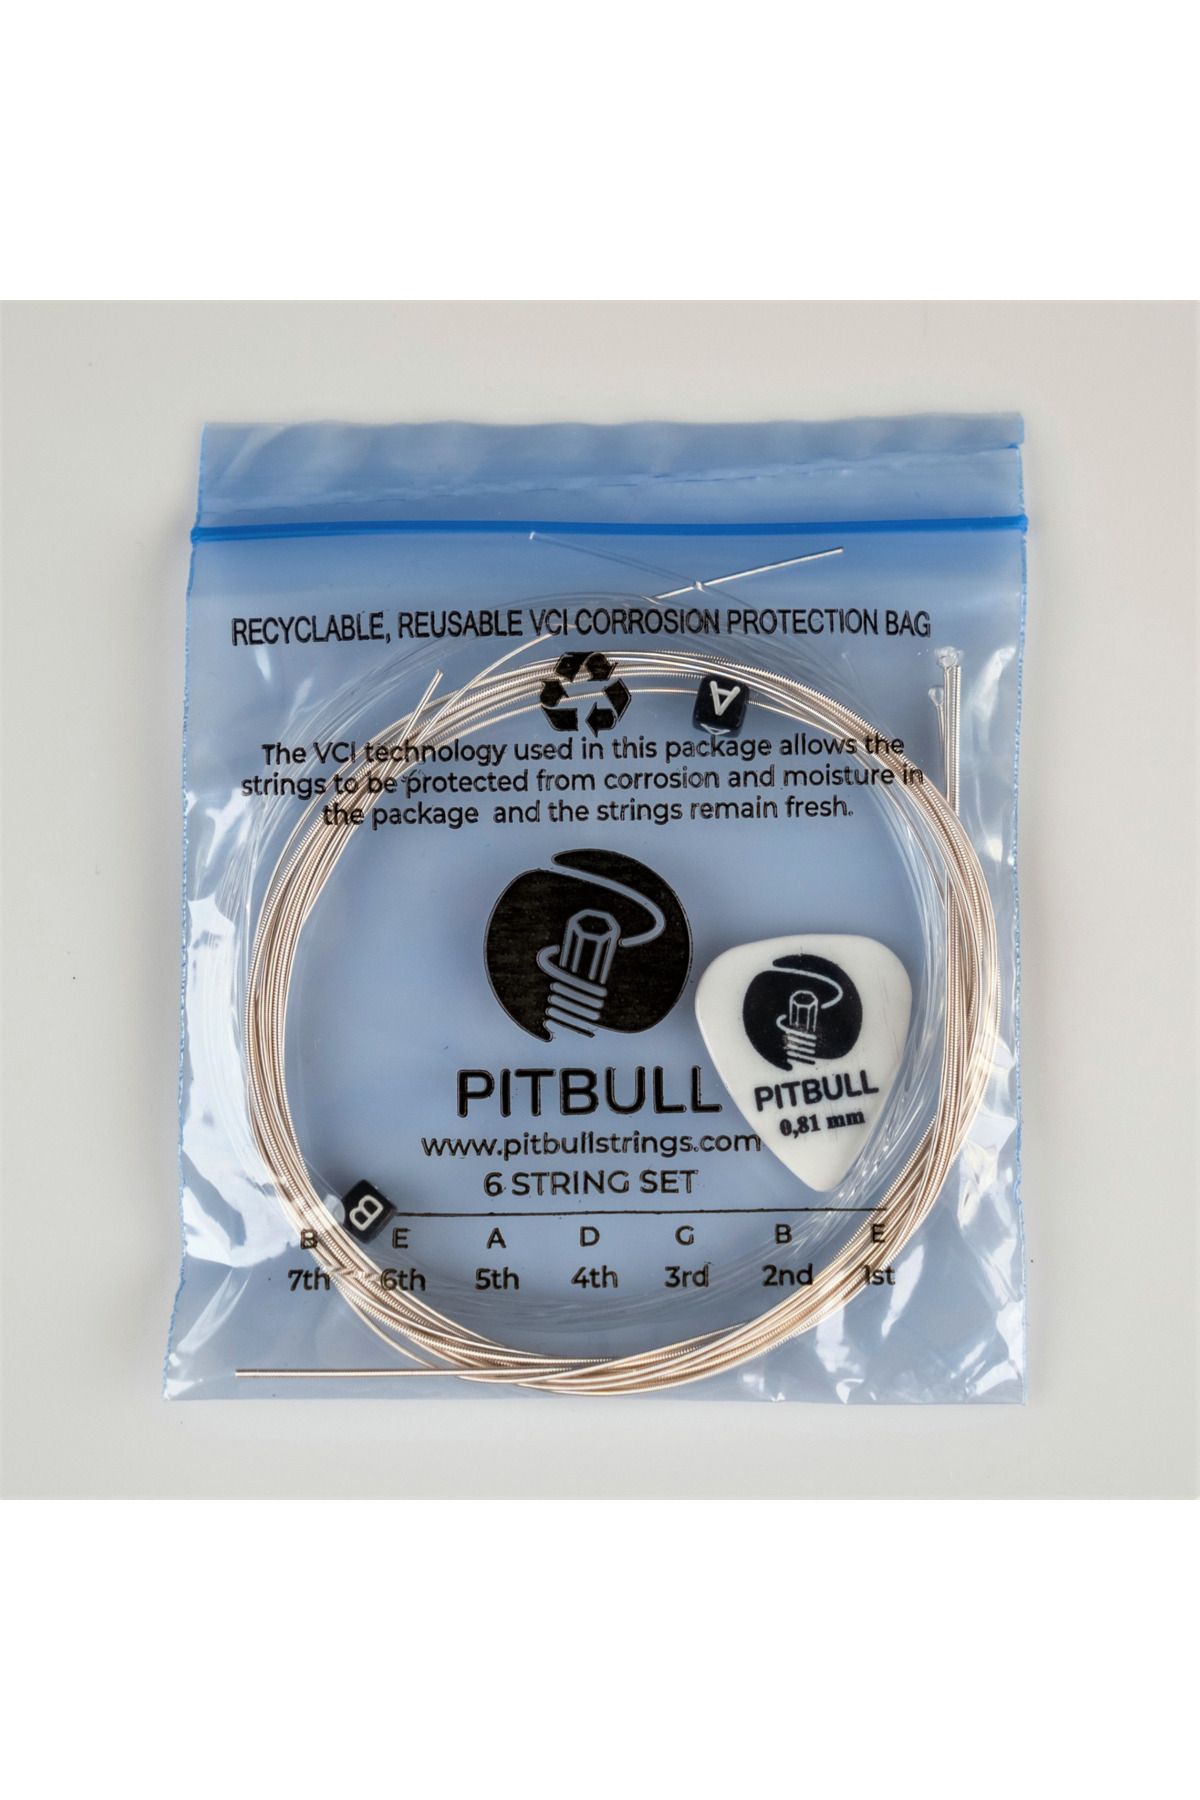 RECYCLABLE, REUSABLE VCI CORROSION PROTECTION BAG
A
The VCI technology used in this package allows the
strings to be protected from corrosion and moisture in
the package and the strings remain fresh.
PITBULL
www.pitbullstrings.com
6 STRING SET
PITBULL
0,81 mm
B
B E A D G B E
7th 6th 5th 4th 3rd 2nd 1st